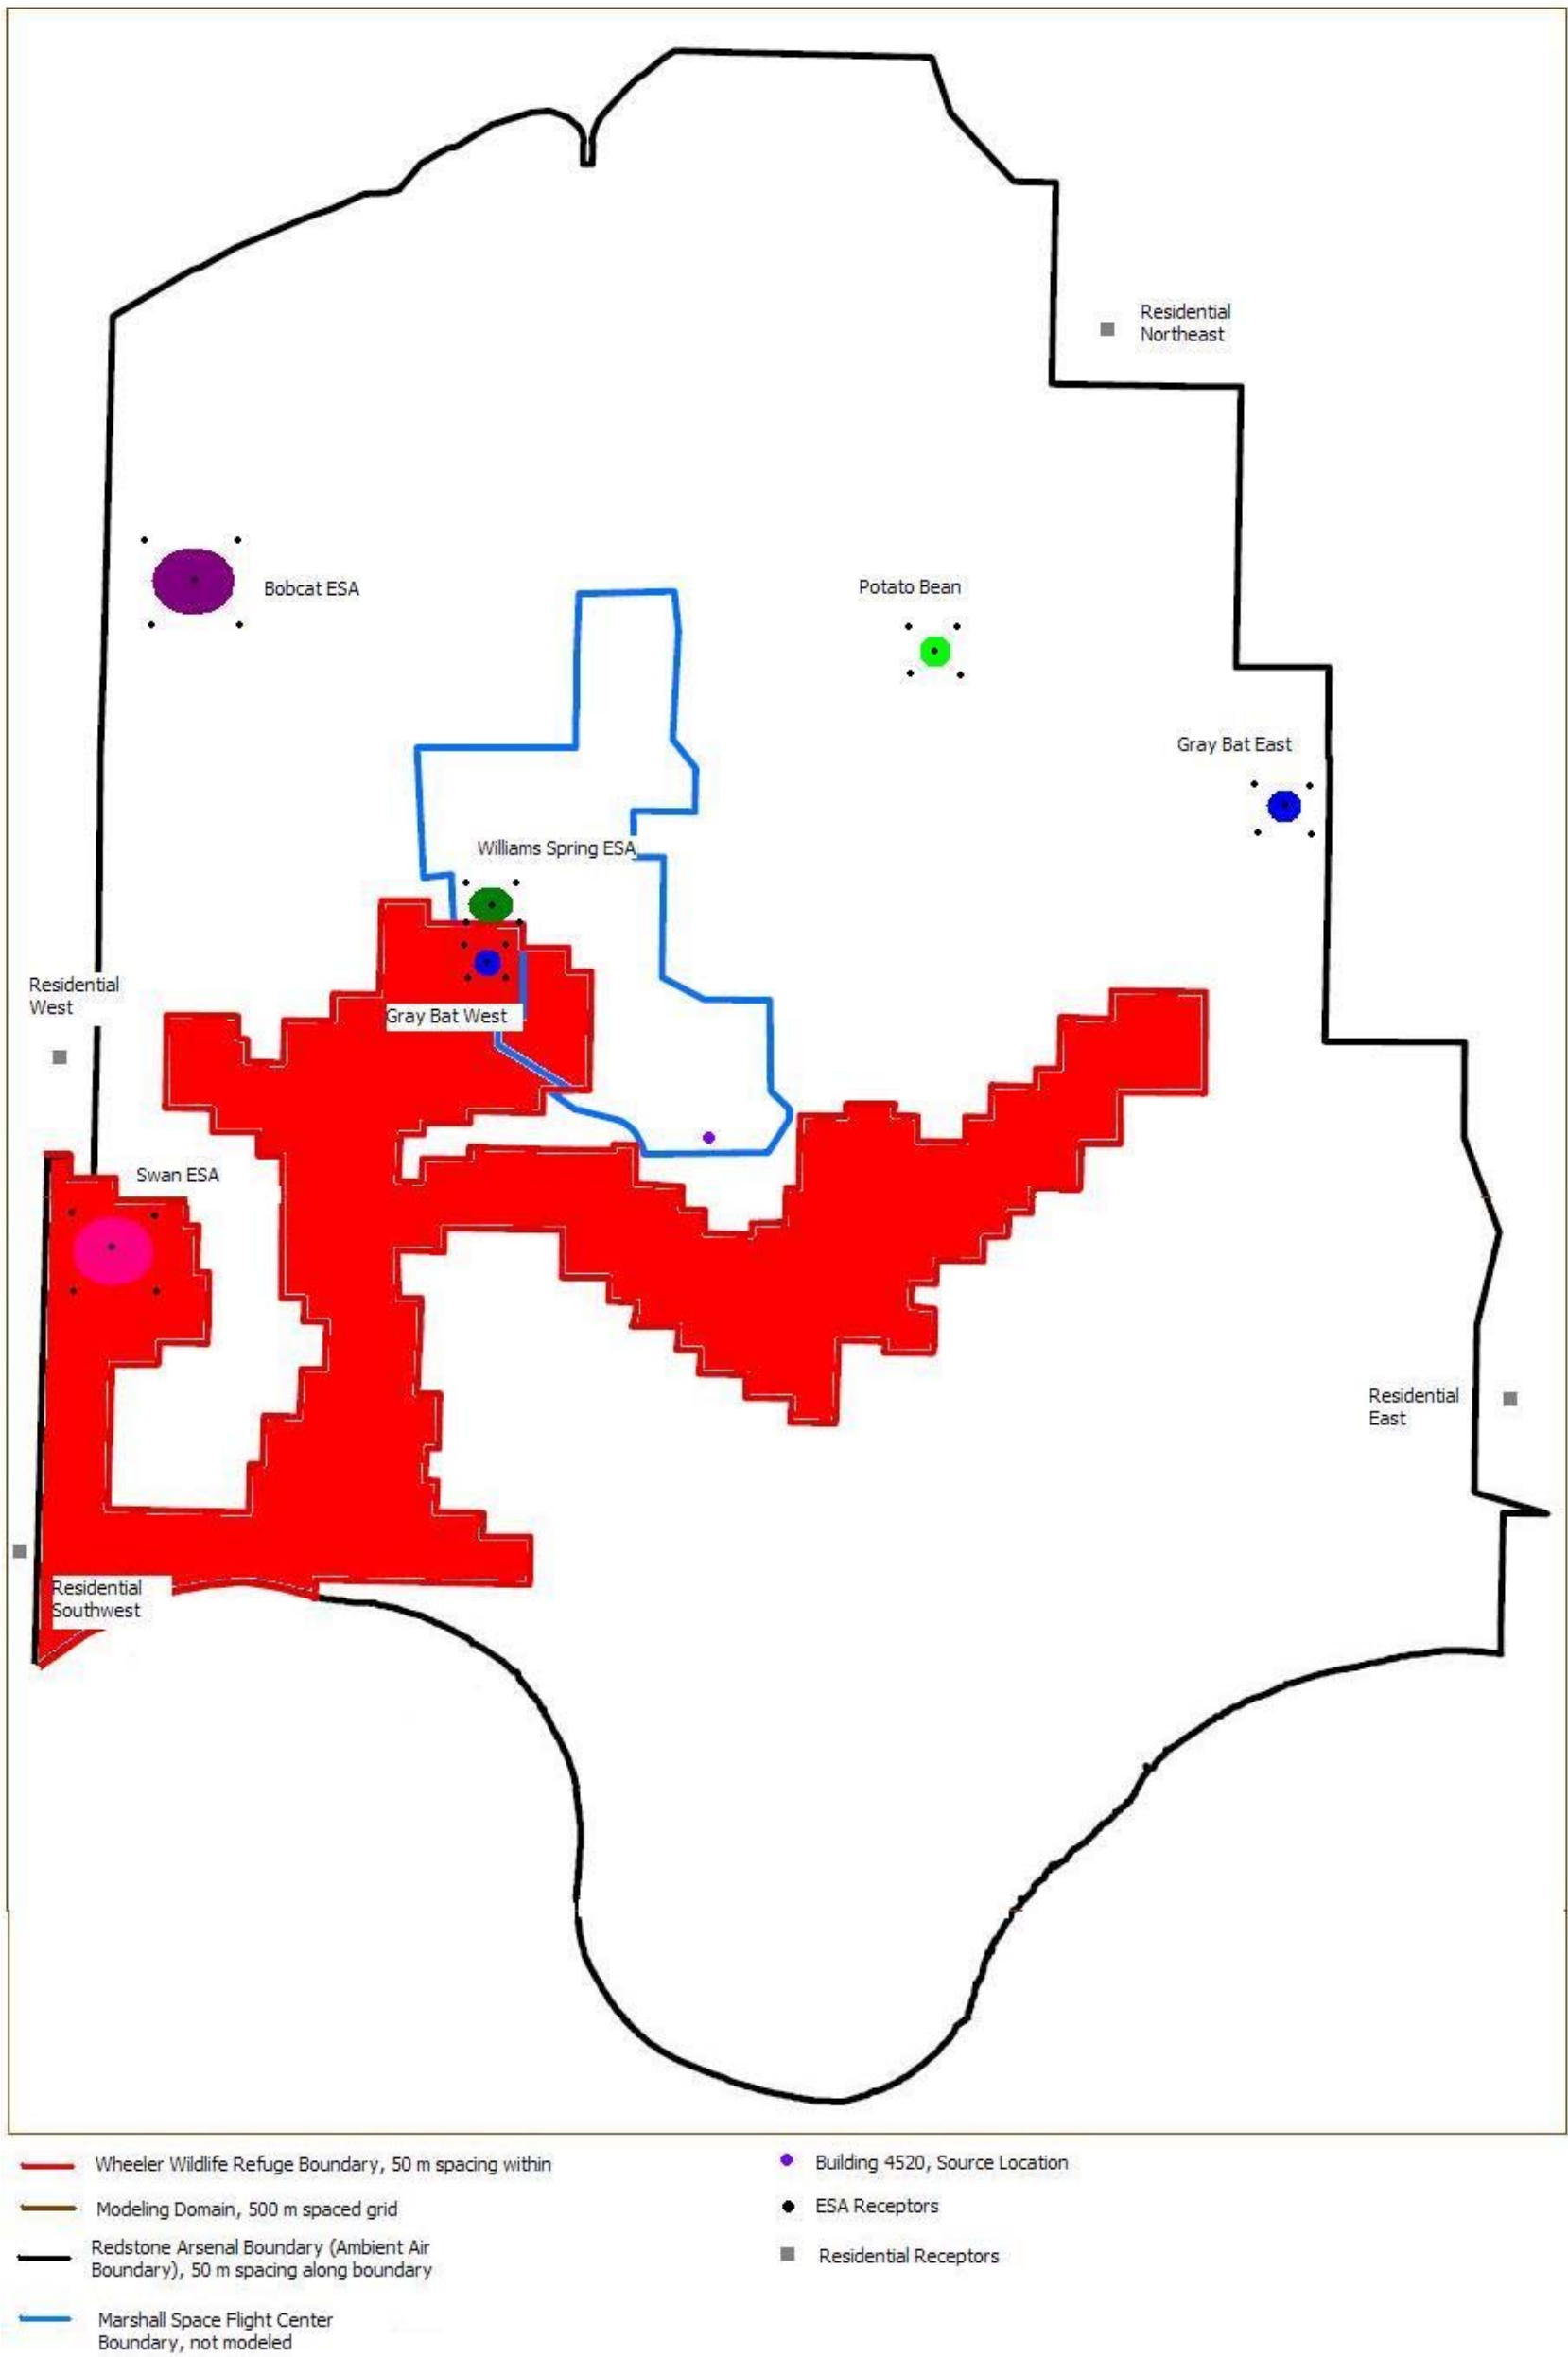 Residential
Northeast
Bobcat ESA
Potato Bean
Gray Bat East
Williams Spring ESA
Residential
West
Gray Bat West
Swan ESA
Residential
East
Residential
Southwest
Wheeler Wildlife Refuge Boundary, 50 m spacing within
Modeling Domain, 500 m spaced grid
Redstone Arsenal Boundary (Ambient Air
Boundary), 50 m spacing along boundary
Marshall Space Flight Center
Boundary, not modeled
Building 4520, Source Location
ESA Receptors
Residential Receptors